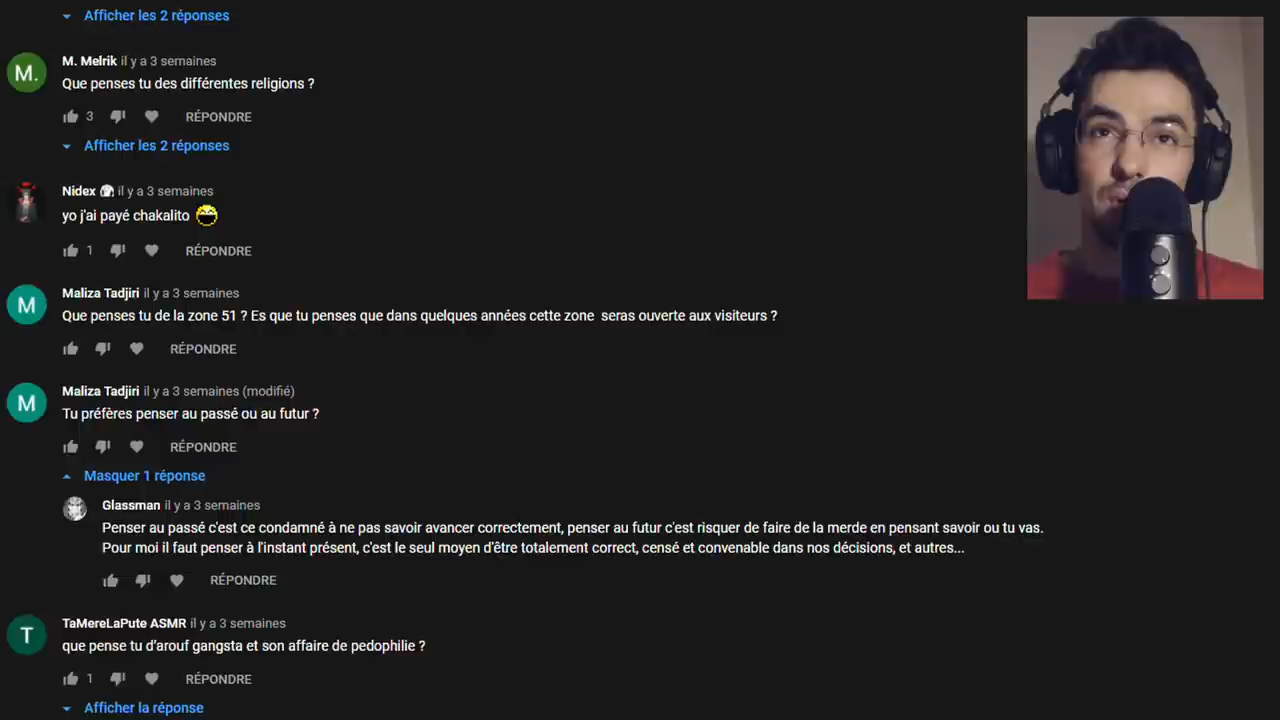 Afficher les 2 réponses
M. Melrik il y a 3 semaines
M.
Que penses tu des différentes religions ?
3 RÉPONDRE
Afficher les 2 réponses
Nidex il y a 3 semaines
yo j'ai payé chakalito
1 RÉPONDRE
Maliza Tadjiri il y a 3 semaines
M
Que penses tu de la zone 51 ? Es que tu penses que dans quelques années cette zone seras ouverte aux visiteurs ?
RÉPONDRE
Maliza Tadjiri il y a 3 semaines (modifié)
M
Tu préfères penser au passé ou au futur ?
RÉPONDRE
Masquer 1 réponse
Glassman il y a 3 semaines
Penser au passé c'est ce condamné à ne pas savoir avancer correctement, penser au futur c'est risquer de faire de la merde en pensant savoir ou tu vas.
Pour moi il faut penser à l'instant présent, c'est le seul moyen d'être totalement correct, censé et convenable dans nos décisions, et autres...
RÉPONDRE
TaMereLaPute ASMR il y a 3 semaines
T
que pense tu d'arouf gangsta et son affaire de pedophilie ?
1 RÉPONDRE
Afficher la réponse